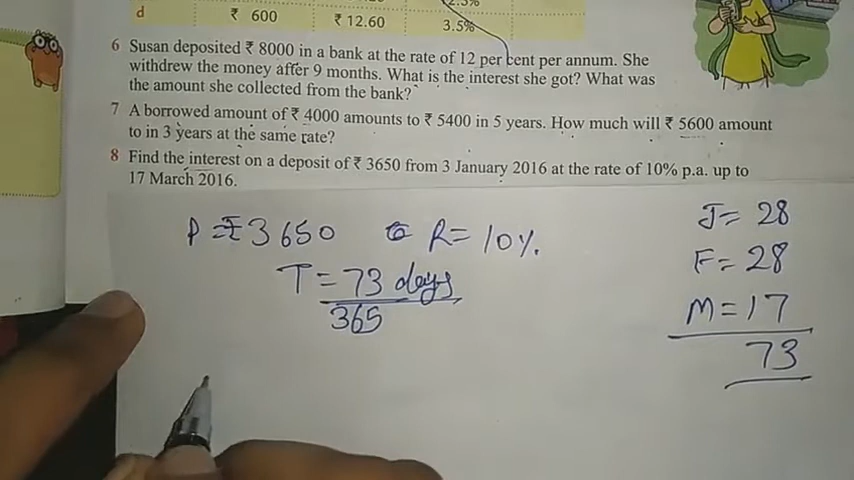 d ₹ 600 ₹ 12.60 3.5%
6 Susan deposited ₹ 8000 in a bank at the rate of 12 per cent per annum. She
withdrew the money after 9 months. What is the interest she got? What was
the amount she collected from the bank?
7 A borrowed amount of ₹ 4000 amounts to ₹ 5400 in 5 years. How much will ₹ 5600 amount
to in 3 years at the same rate?
8 Find the interest on a deposit of ₹ 3650 from 3 January 2016 at the rate of 10% p.a. up to
17 March 2016.
P = ₹ 3650 R = 10%.
T = 73 days
365
J = 28
F = 28
M = 17
73